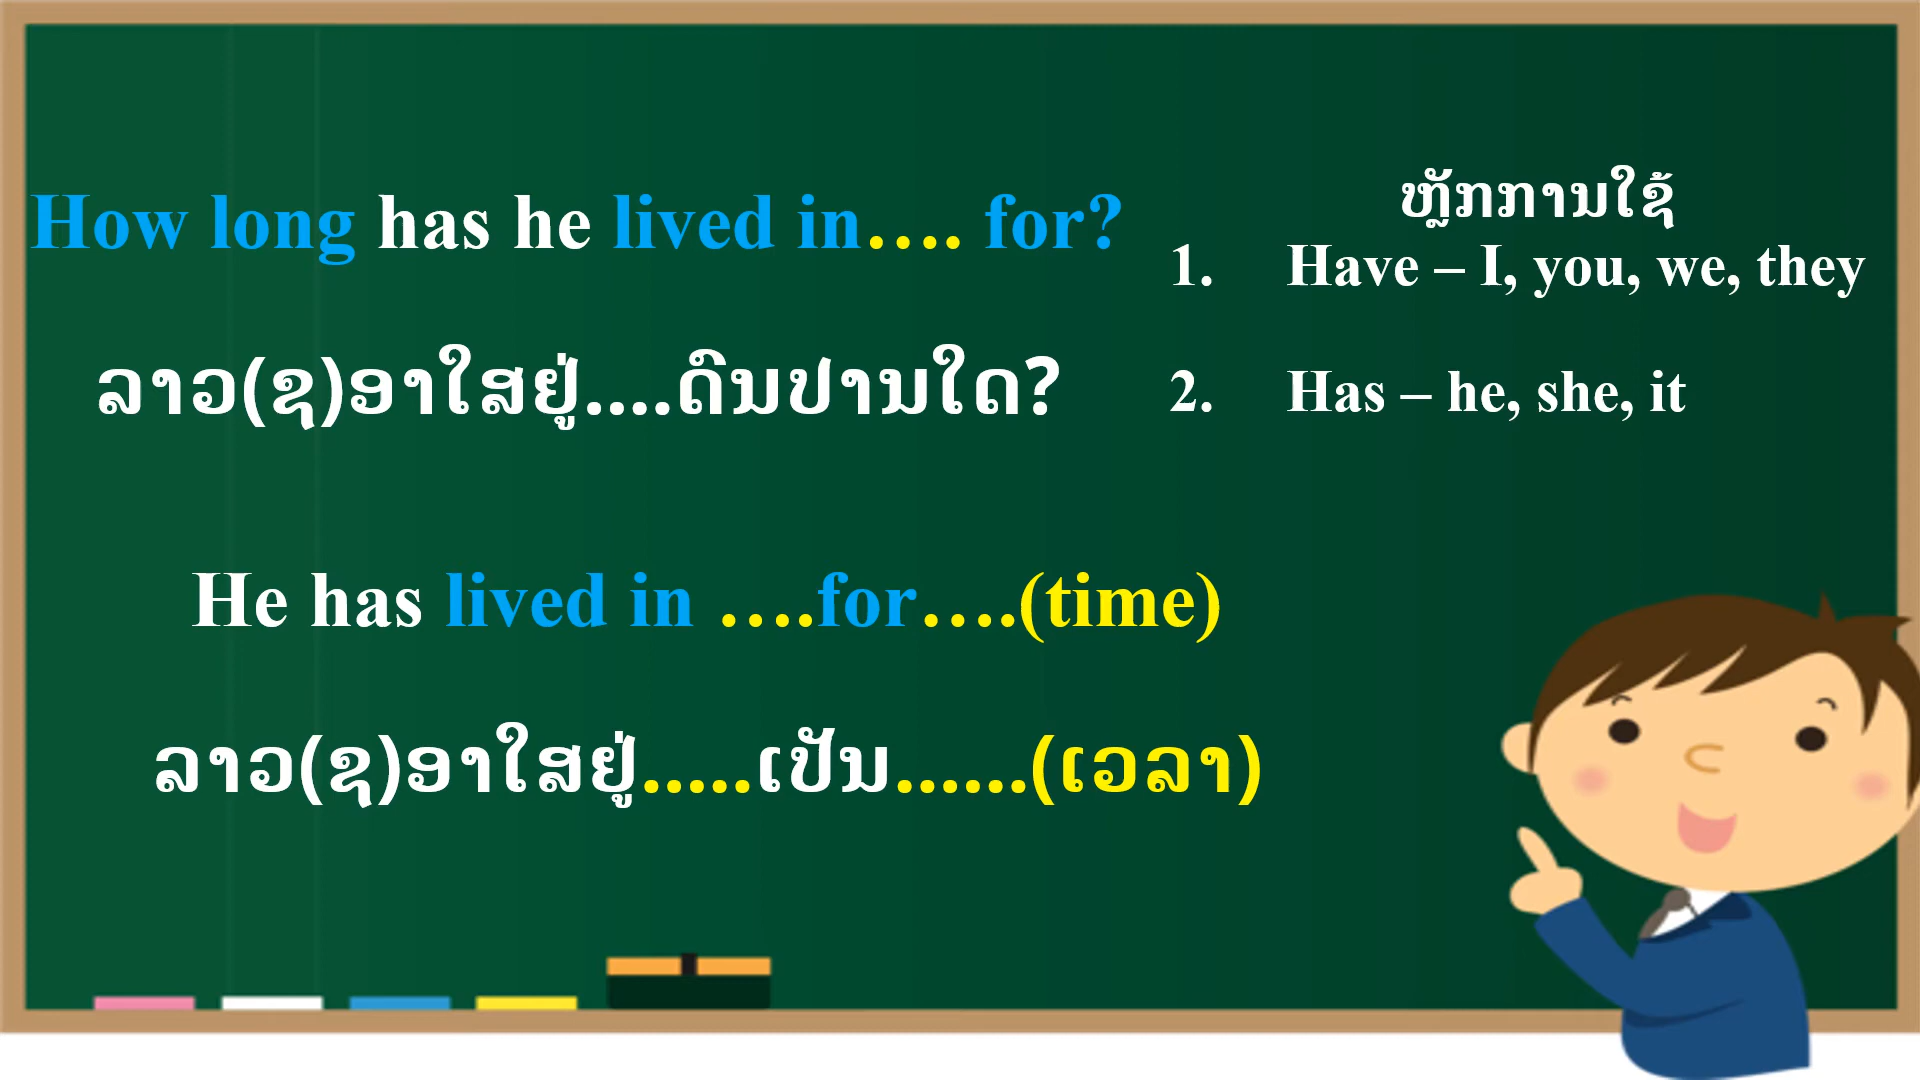 How long has he lived in…. for?
ລາວ(ຊ)ອາໃສຢູ່....ດົນປານໃດ?
He has lived in ….for….(time)
ລາວ(ຊ)ອາໃສຢູ່.....ເປັນ......(ເວລາ)
ຫຼັກການໃຊ້
1. Have – I, you, we, they
2. Has – he, she, it